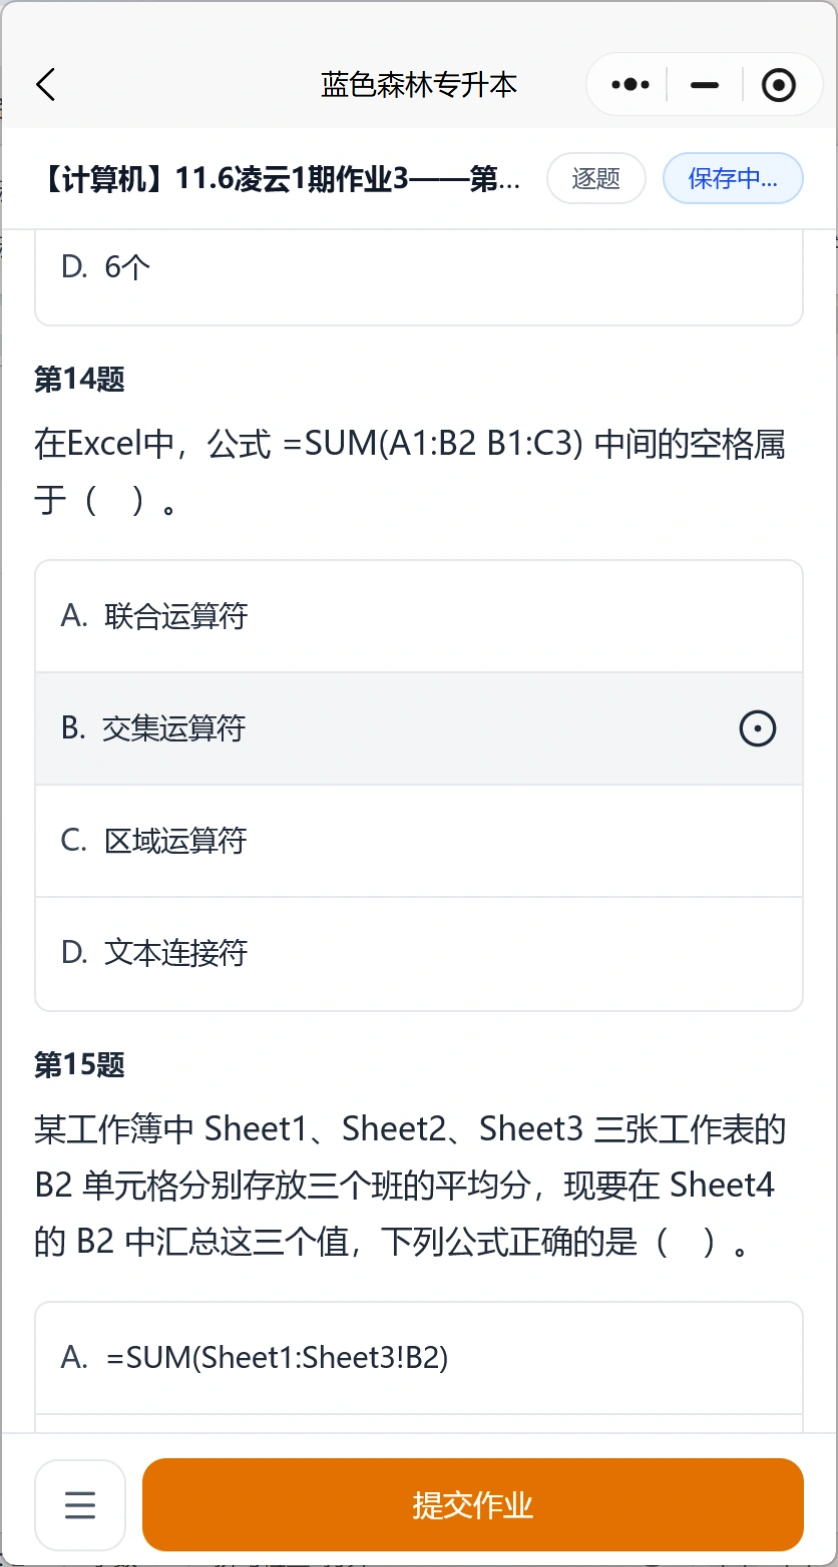 蓝色森林专升本
【计算机】11.6凌云1期作业3——第...
逐题
保存中...
D. 6个
第14题
在Excel中，公式 =SUM(A1:B2 B1:C3) 中间的空格属
于（　）。
A. 联合运算符
B. 交集运算符
C. 区域运算符
D. 文本连接符
第15题
某工作簿中 Sheet1、Sheet2、Sheet3 三张工作表的
B2 单元格分别存放三个班的平均分，现要在 Sheet4
的 B2 中汇总这三个值，下列公式正确的是（　）。
A. =SUM(Sheet1:Sheet3!B2)
提交作业